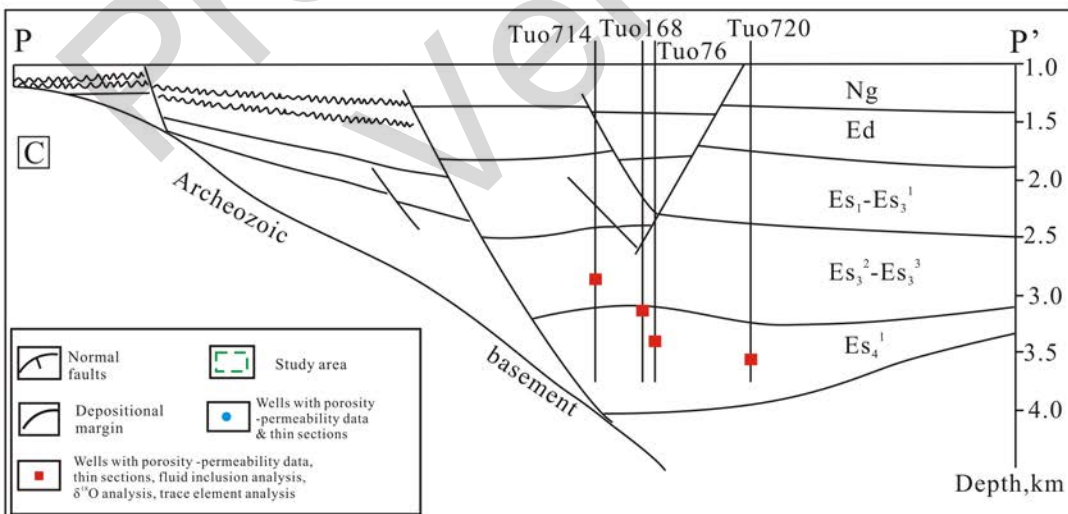 P
Tuo714
Tuo168
Tuo76
Tuo720
P’
1.0
Ng
1.5
Ed
C
2.0
Archeozoic
Es₁-Es₃¹
2.5
Es₃²-Es₃³
3.0
Es₄¹
3.5
basement
4.0
Depth,km
Normal
faults
Study area
Depositional
margin
Wells with porosity
-permeability data
& thin sections
Wells with porosity -permeability data,
thin sections, fluid inclusion analysis,
δ¹⁸O analysis, trace element analysis